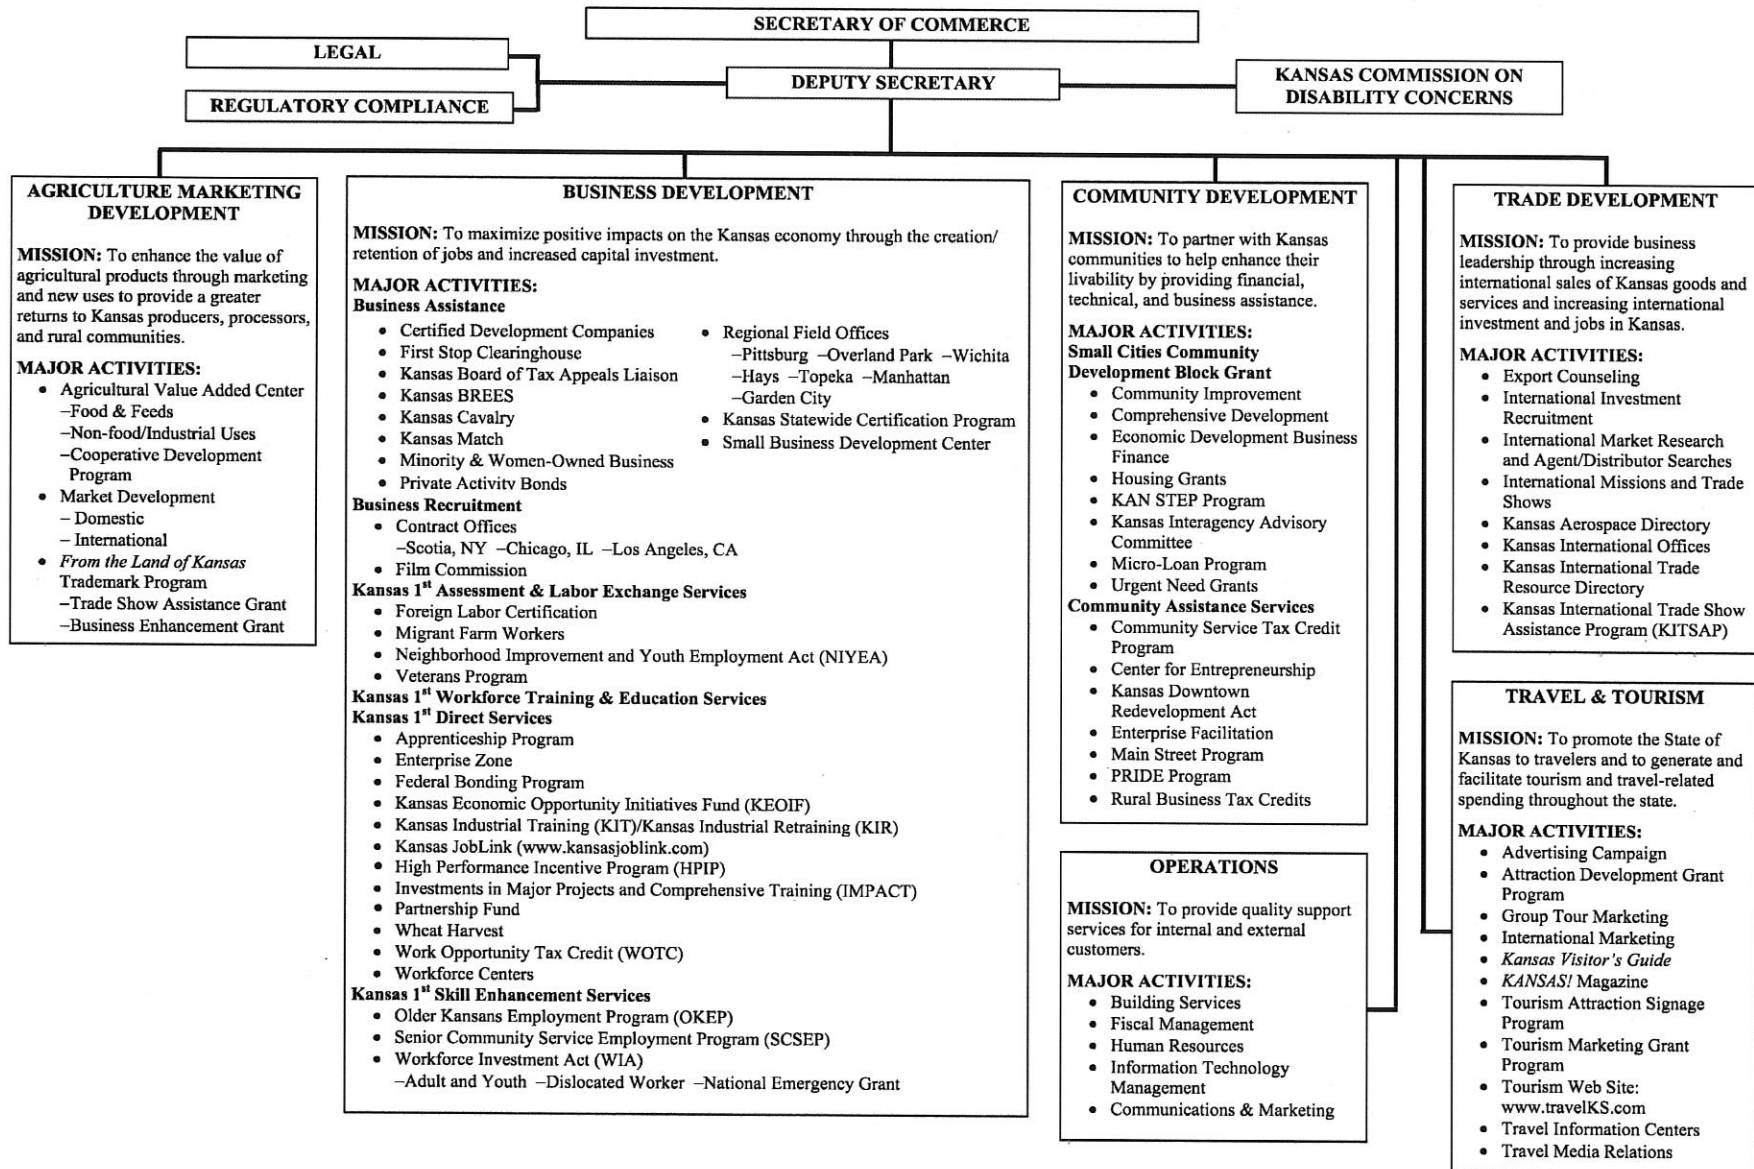 SECRETARY OF COMMERCE
LEGAL
DEPUTY SECRETARY
REGULATORY COMPLIANCE
KANSAS COMMISSION ON
DISABILITY CONCERNS
AGRICULTURE MARKETING
DEVELOPMENT
MISSION: To enhance the value of
agricultural products through marketing
and new uses to provide a greater
returns to Kansas producers, processors,
and rural communities.
MAJOR ACTIVITIES:
• Agricultural Value Added Center
–Food & Feeds
–Non-food/Industrial Uses
–Cooperative Development
Program
• Market Development
– Domestic
– International
• From the Land of Kansas
Trademark Program
–Trade Show Assistance Grant
–Business Enhancement Grant
BUSINESS DEVELOPMENT
MISSION: To maximize positive impacts on the Kansas economy through the creation/
retention of jobs and increased capital investment.
MAJOR ACTIVITIES:
Business Assistance
• Certified Development Companies
• First Stop Clearinghouse
• Kansas Board of Tax Appeals Liaison
• Kansas BREES
• Kansas Cavalry
• Kansas Match
• Minority & Women-Owned Business
• Private Activity Bonds
• Regional Field Offices
–Pittsburg –Overland Park –Wichita
–Hays –Topeka –Manhattan
–Garden City
• Kansas Statewide Certification Program
• Small Business Development Center
Business Recruitment
• Contract Offices
–Scotia, NY –Chicago, IL –Los Angeles, CA
• Film Commission
Kansas 1st Assessment & Labor Exchange Services
• Foreign Labor Certification
• Migrant Farm Workers
• Neighborhood Improvement and Youth Employment Act (NIYEA)
• Veterans Program
Kansas 1st Workforce Training & Education Services
Kansas 1st Direct Services
• Apprenticeship Program
• Enterprise Zone
• Federal Bonding Program
• Kansas Economic Opportunity Initiatives Fund (KEOIF)
• Kansas Industrial Training (KIT)/Kansas Industrial Retraining (KIR)
• Kansas JobLink (www.kansasjoblink.com)
• High Performance Incentive Program (HPIP)
• Investments in Major Projects and Comprehensive Training (IMPACT)
• Partnership Fund
• Wheat Harvest
• Work Opportunity Tax Credit (WOTC)
• Workforce Centers
Kansas 1st Skill Enhancement Services
• Older Kansans Employment Program (OKEP)
• Senior Community Service Employment Program (SCSEP)
• Workforce Investment Act (WIA)
–Adult and Youth –Dislocated Worker –National Emergency Grant
COMMUNITY DEVELOPMENT
MISSION: To partner with Kansas
communities to help enhance their
livability by providing financial,
technical, and business assistance.
MAJOR ACTIVITIES:
Small Cities Community
Development Block Grant
• Community Improvement
• Comprehensive Development
• Economic Development Business
Finance
• Housing Grants
• KAN STEP Program
• Kansas Interagency Advisory
Committee
• Micro-Loan Program
• Urgent Need Grants
Community Assistance Services
• Community Service Tax Credit
Program
• Center for Entrepreneurship
• Kansas Downtown
Redevelopment Act
• Enterprise Facilitation
• Main Street Program
• PRIDE Program
• Rural Business Tax Credits
OPERATIONS
MISSION: To provide quality support
services for internal and external
customers.
MAJOR ACTIVITIES:
• Building Services
• Fiscal Management
• Human Resources
• Information Technology
Management
• Communications & Marketing
TRADE DEVELOPMENT
MISSION: To provide business
leadership through increasing
international sales of Kansas goods and
services and increasing international
investment and jobs in Kansas.
MAJOR ACTIVITIES:
• Export Counseling
• International Investment
Recruitment
• International Market Research
and Agent/Distributor Searches
• International Missions and Trade
Shows
• Kansas Aerospace Directory
• Kansas International Offices
• Kansas International Trade
Resource Directory
• Kansas International Trade Show
Assistance Program (KITSAP)
TRAVEL & TOURISM
MISSION: To promote the State of
Kansas to travelers and to generate and
facilitate tourism and travel-related
spending throughout the state.
MAJOR ACTIVITIES:
• Advertising Campaign
• Attraction Development Grant
Program
• Group Tour Marketing
• International Marketing
• Kansas Visitor's Guide
• KANSAS! Magazine
• Tourism Attraction Signage
Program
• Tourism Marketing Grant
Program
• Tourism Web Site:
www.travelKS.com
• Travel Information Centers
• Travel Media Relations